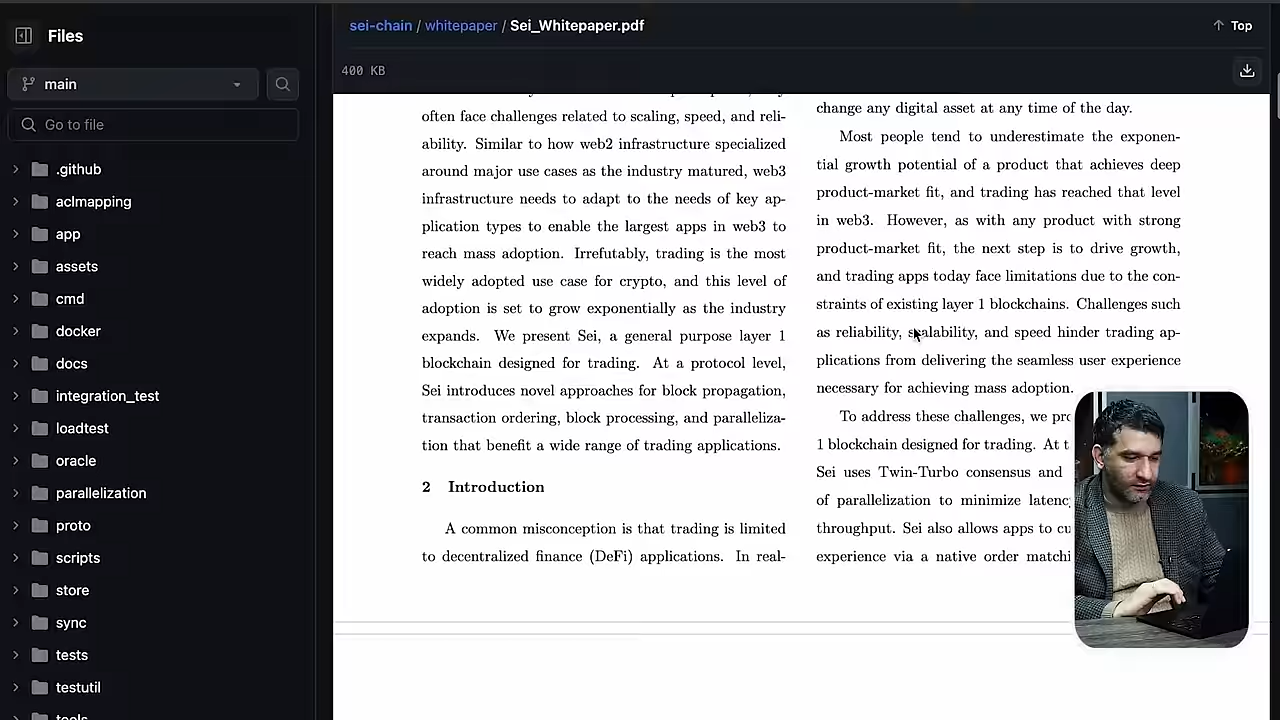 Files
main
Go to file
.github
aclmapping
app
assets
cmd
docker
docs
integration_test
loadtest
oracle
parallelization
proto
scripts
store
sync
tests
testutil
tools
sei-chain / whitepaper / Sei_Whitepaper.pdf
Top
400 KB
often face challenges related to scaling, speed, and reli-
ability. Similar to how web2 infrastructure specialized
around major use cases as the industry matured, web3
infrastructure needs to adapt to the needs of key ap-
plication types to enable the largest apps in web3 to
reach mass adoption. Irrefutably, trading is the most
widely adopted use case for crypto, and this level of
adoption is set to grow exponentially as the industry
expands. We present Sei, a general purpose layer 1
blockchain designed for trading. At a protocol level,
Sei introduces novel approaches for block propagation,
transaction ordering, block processing, and paralleliza-
tion that benefit a wide range of trading applications.
2 Introduction
A common misconception is that trading is limited
to decentralized finance (DeFi) applications. In real-
change any digital asset at any time of the day.
Most people tend to underestimate the exponen-
tial growth potential of a product that achieves deep
product-market fit, and trading has reached that level
in web3. However, as with any product with strong
product-market fit, the next step is to drive growth,
and trading apps today face limitations due to the con-
straints of existing layer 1 blockchains. Challenges such
as reliability, scalability, and speed hinder trading ap-
plications from delivering the seamless user experience
necessary for achieving mass adoption.
To address these challenges, we pro
1 blockchain designed for trading. At t
Sei uses Twin-Turbo consensus and
of parallelization to minimize latency
throughput. Sei also allows apps to cu
experience via a native order matchi